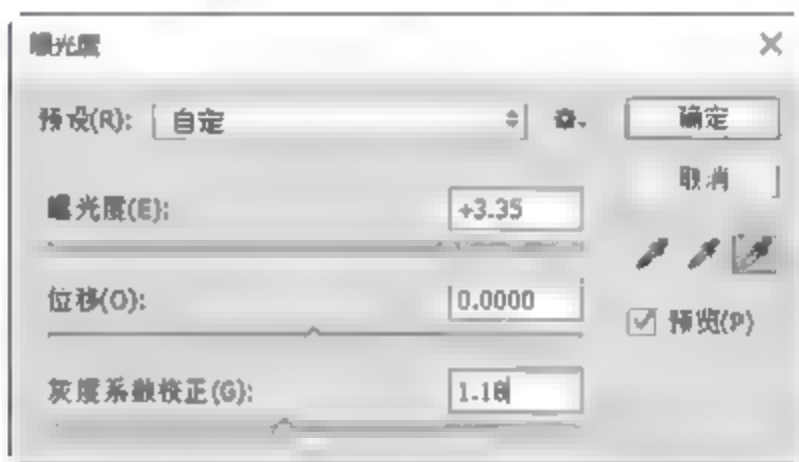 曝光度
预设(R): 自定
确定
取消
曝光度(E): +3.35
位移(O): 0.0000
预览(P)
灰度系数校正(G): 1.18